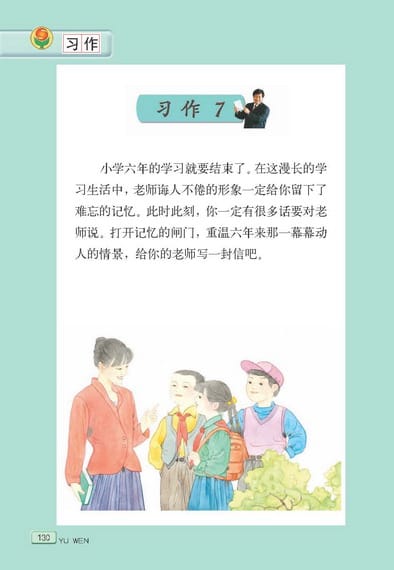 习作
习作 7
小学六年的学习就要结束了。在这漫长的学
习生活中，老师诲人不倦的形象一定给你留下了
难忘的记忆。此时此刻，你一定有很多话要对老
师说。打开记忆的闸门，重温六年来那一幕幕动
人的情景，给你的老师写一封信吧。
130 YU WEN